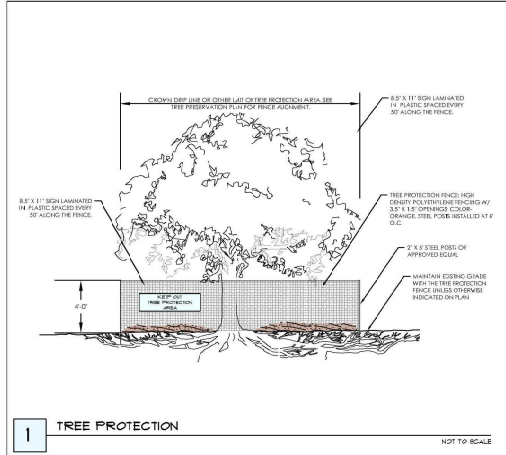 CROWN DRIP LINE OR OTHER LIMIT OF TREE PROTECTION AREA. SEE
TREE PRESERVATION PLAN FOR FENCE ALIGNMENT.
8.5" X 11" SIGN LAMINATED
IN PLASTIC SPACED EVERY
50' ALONG THE FENCE.
8.5" X 11" SIGN LAMINATED
IN PLASTIC SPACED EVERY
50' ALONG THE FENCE.
TREE PROTECTION FENCE: HIGH
DENSITY POLYETHYLENE FENCING W/
3.5" X 1.5" OPENINGS COLOR-
ORANGE. STEEL POSTS INSTALLED AT 8'
O.C.
2" X 6' STEEL POSTS OR
APPROVED EQUAL
MAINTAIN EXISTING GRADE
WITH THE TREE PROTECTION
FENCE UNLESS OTHERWISE
INDICATED ON PLAN
4'-0"
KEEP OUT
TREE PROTECTION
AREA
1 TREE PROTECTION
NOT TO SCALE